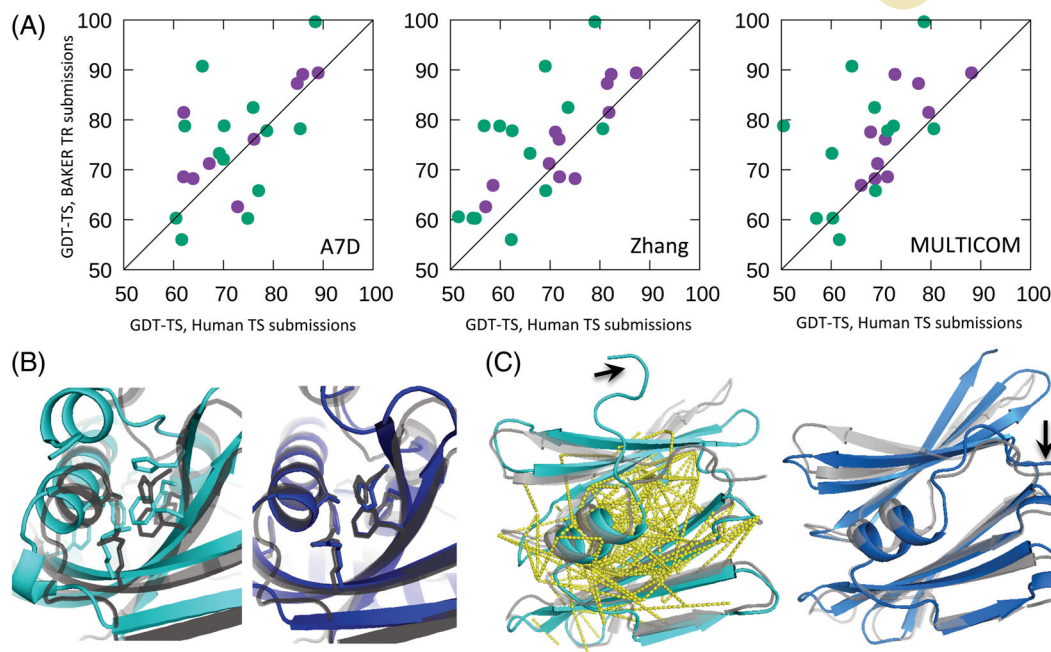 (A)
GDT-TS, BAKER TR submissions
100
90
80
70
60
50
50 60 70 80 90 100
A7D
GDT-TS, Human TS submissions
100
90
80
70
60
50
50 60 70 80 90 100
Zhang
GDT-TS, Human TS submissions
100
90
80
70
60
50
50 60 70 80 90 100
MULTICOM
GDT-TS, Human TS submissions
(B)
(C)